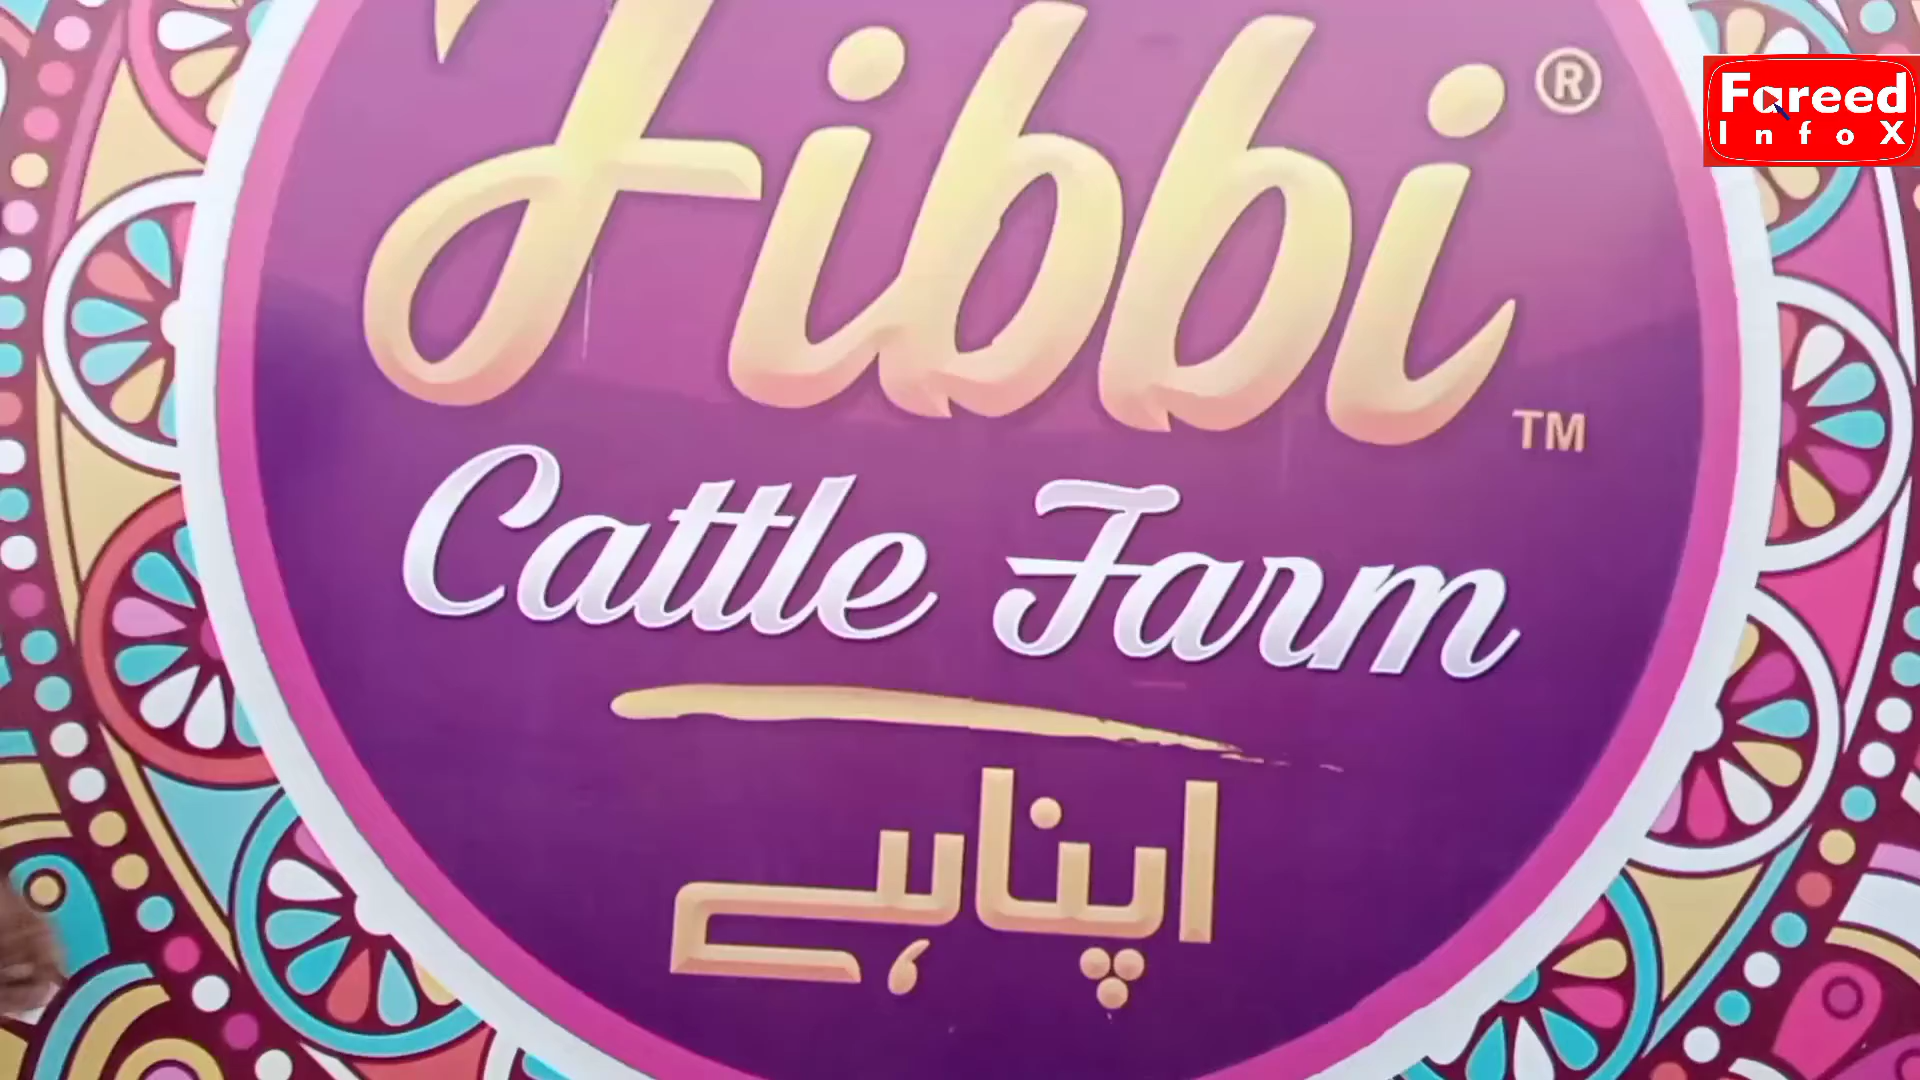 Fibbi ®
TM
Cattle Farm
اپنا ہے
Fareed
InfoX